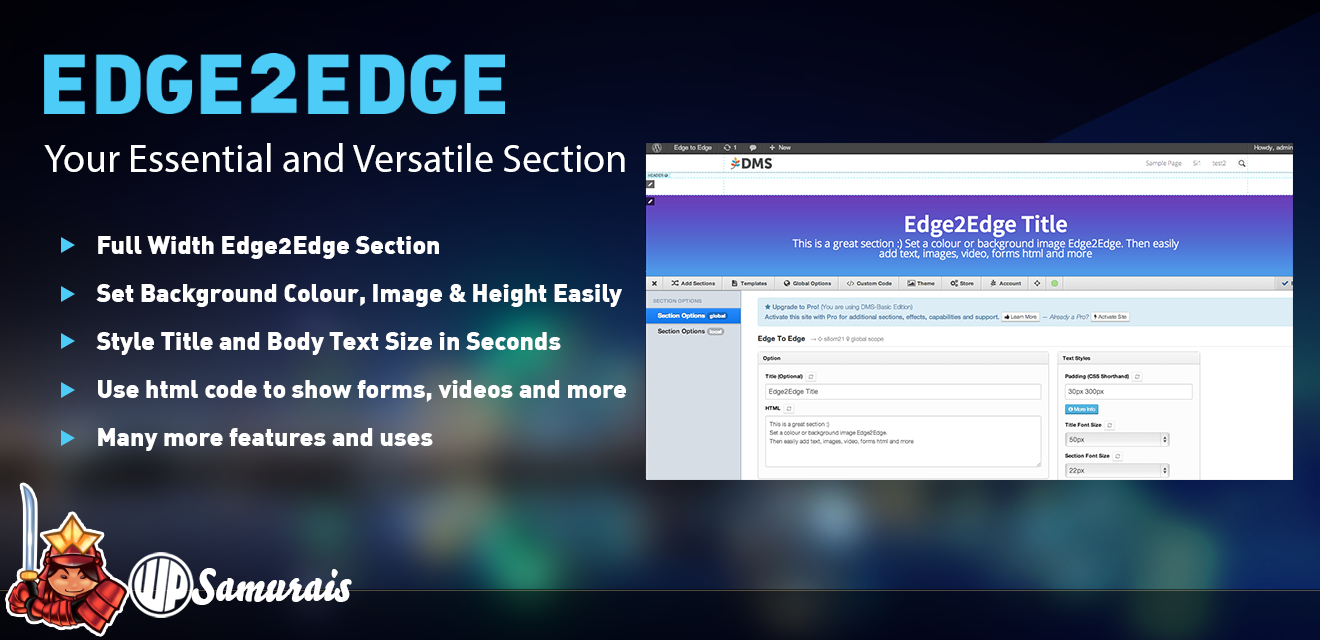 EDGE2EDGE
Your Essential and Versatile Section
Full Width Edge2Edge Section
Set Background Colour, Image & Height Easily
Style Title and Body Text Size in Seconds
Use html code to show forms, videos and more
Many more features and uses
WP Samurais
Edge to Edge 1 + New Howdy, admin
DMS Sample Page test2
HEADER
Edge2Edge Title
This is a great section :) Set a colour or background image Edge2Edge. Then easily
add text, images, video, forms html and more
Add Sections Templates Global Options </> Custom Code Theme Store Account
SECTION OPTIONS
Section Options global
Section Options local
Upgrade to Pro! (You are using DMS-Basic Edition)
Activate this site with Pro for additional sections, effects, capabilities and support. Learn More — Already a Pro? Activate Site
Edge To Edge global scope
Option
Title (Optional)
Edge2Edge Title
HTML
This is a great section :)
Set a colour or background image Edge2Edge.
Then easily add text, images, video, forms html and more
Text Styles
Padding (CSS Shorthand)
30px 300px
More Info
Title Font Size
50px
Section Font Size
22px